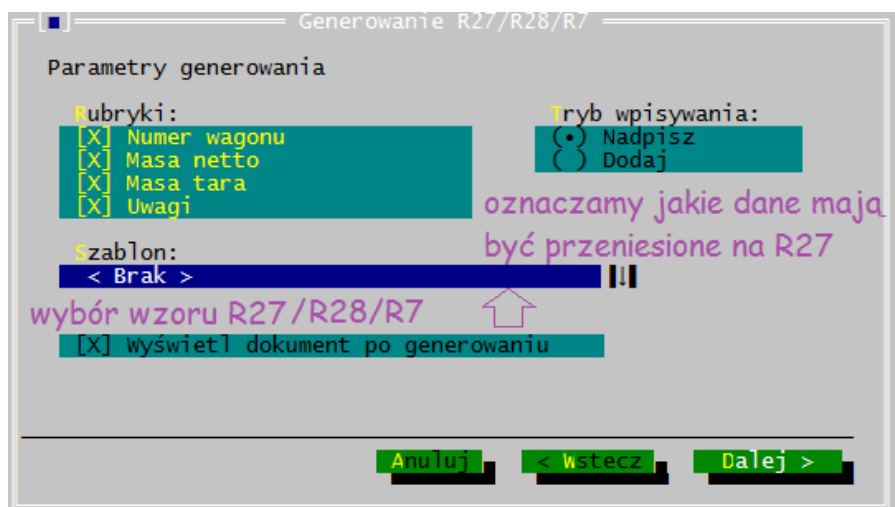 Generowanie R27/R28/R7
Parametry generowania
Rubryki:
[X] Numer wagonu
[X] Masa netto
[X] Masa tara
[X] Uwagi
Tryb wpisywania:
(•) Nadpisz
( ) Dodaj
oznaczamy jakie dane mają
być przeniesione na R27
Szablon:
< Brak >
wybór wzoru R27/R28/R7
[X] Wyświetl dokument po generowaniu
Anuluj < Wstecz Dalej >